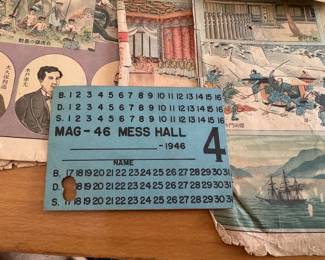 B. 1 2 3 4 5 6 7 8 9 10 11 12 13 14 15 16
D. 1 2 3 4 5 6 7 8 9 10 11 12 13 14 15 16
S. 1 2 3 4 5 6 7 8 9 10 11 12 13 14 15 16
MAG-46 MESS HALL
-1946
4
NAME
B. 17 18 19 20 21 22 23 24 25 26 27 28 29 30 31
D. 18 19 20 21 22 23 24 25 26 27 28 29 30 31
S. 17 18 19 20 21 22 23 24 25 26 27 28 29 30 31